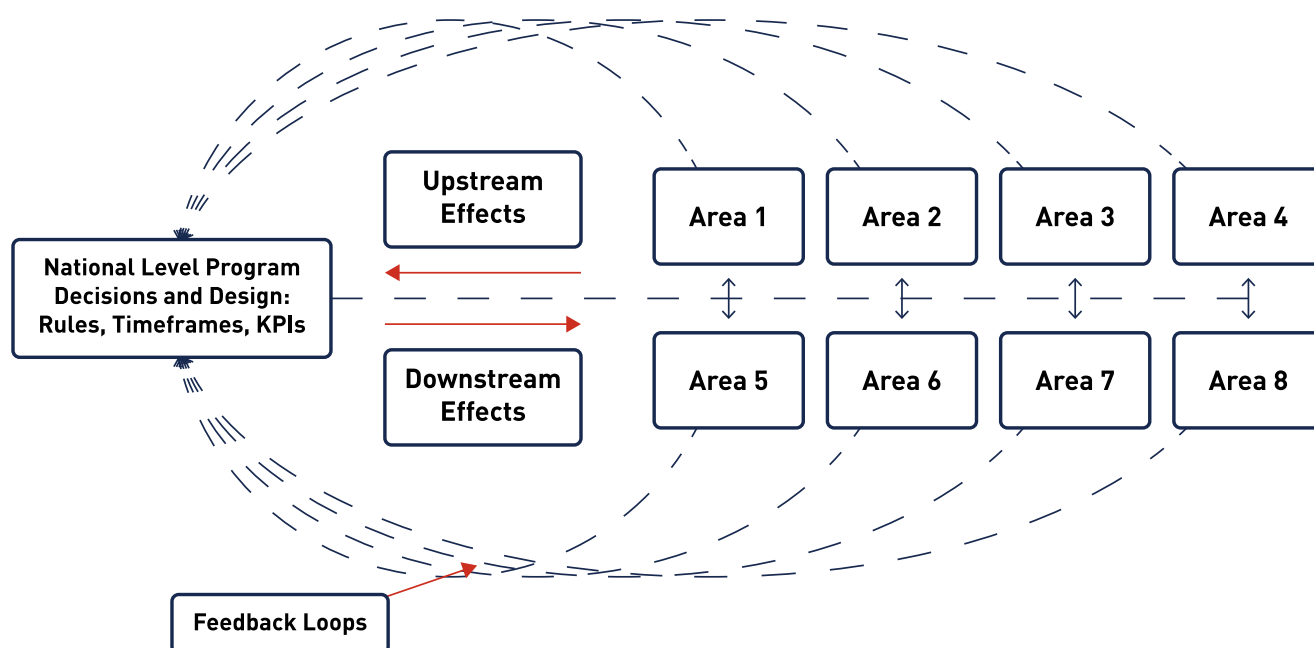 Upstream
Effects
Area 1
Area 2
Area 3
Area 4
National Level Program
Decisions and Design:
Rules, Timeframes, KPIs
Downstream
Effects
Area 5
Area 6
Area 7
Area 8
Feedback Loops